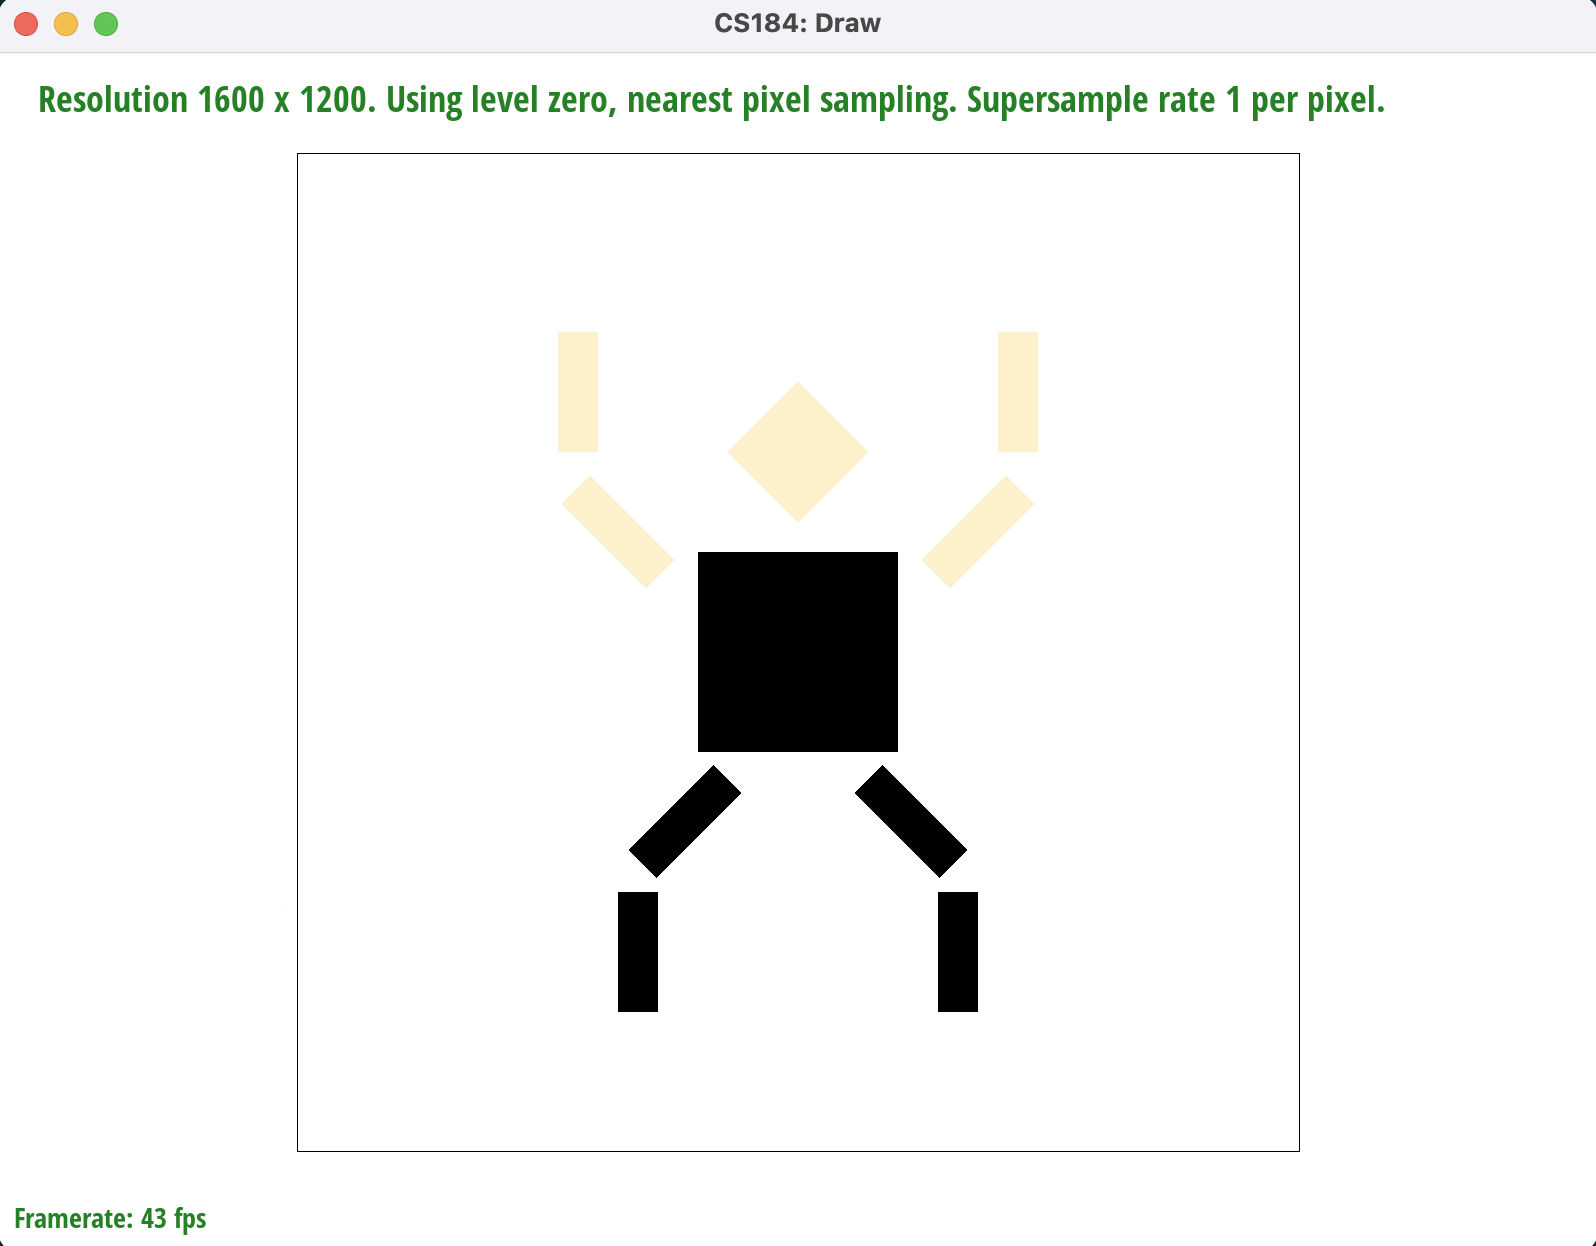 CS184: Draw
Resolution 1600 x 1200. Using level zero, nearest pixel sampling. Supersample rate 1 per pixel.
Framerate: 43 fps